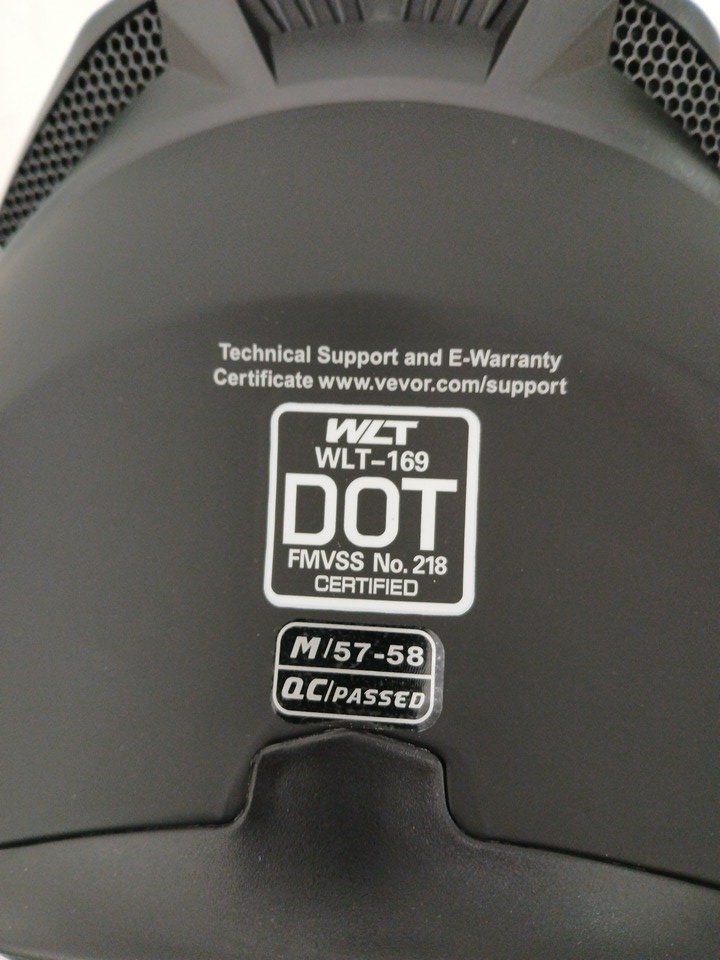 Technical Support and E-Warranty
Certificate www.vevor.com/support
WLT
WLT-169
DOT
FMVSS No. 218
CERTIFIED
M/57-58
QC/PASSED